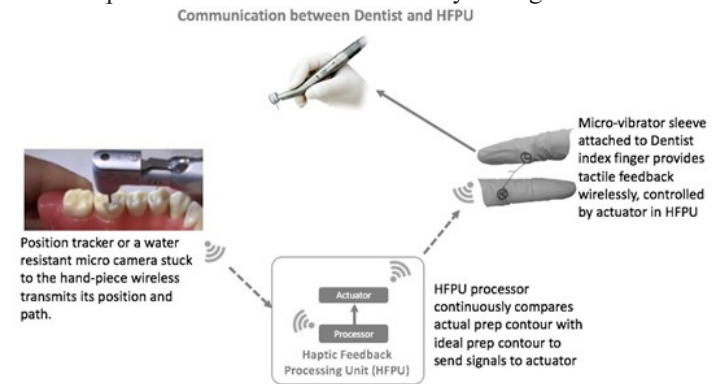 Communication between Dentist and HFPU
Micro-vibrator sleeve
attached to Dentist
index finger provides
tactile feedback
wirelessly, controlled
by actuator in HFPU
Position tracker or a water
resistant micro camera stuck
to the hand-piece wireless
transmits its position and
path.
Actuator
Processor
Haptic Feedback
Processing Unit (HFPU)
HFPU processor
continuously compares
actual prep contour with
ideal prep contour to
send signals to actuator